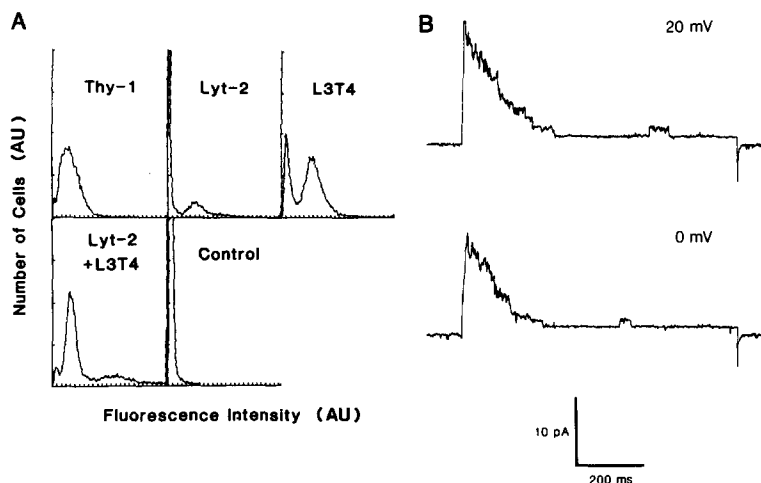 A
Thy-1
Lyt-2
L3T4
Lyt-2
+L3T4
Control
Number of Cells (AU)
Fluorescence Intensity (AU)
B
20 mV
0 mV
10 pA
200 ms